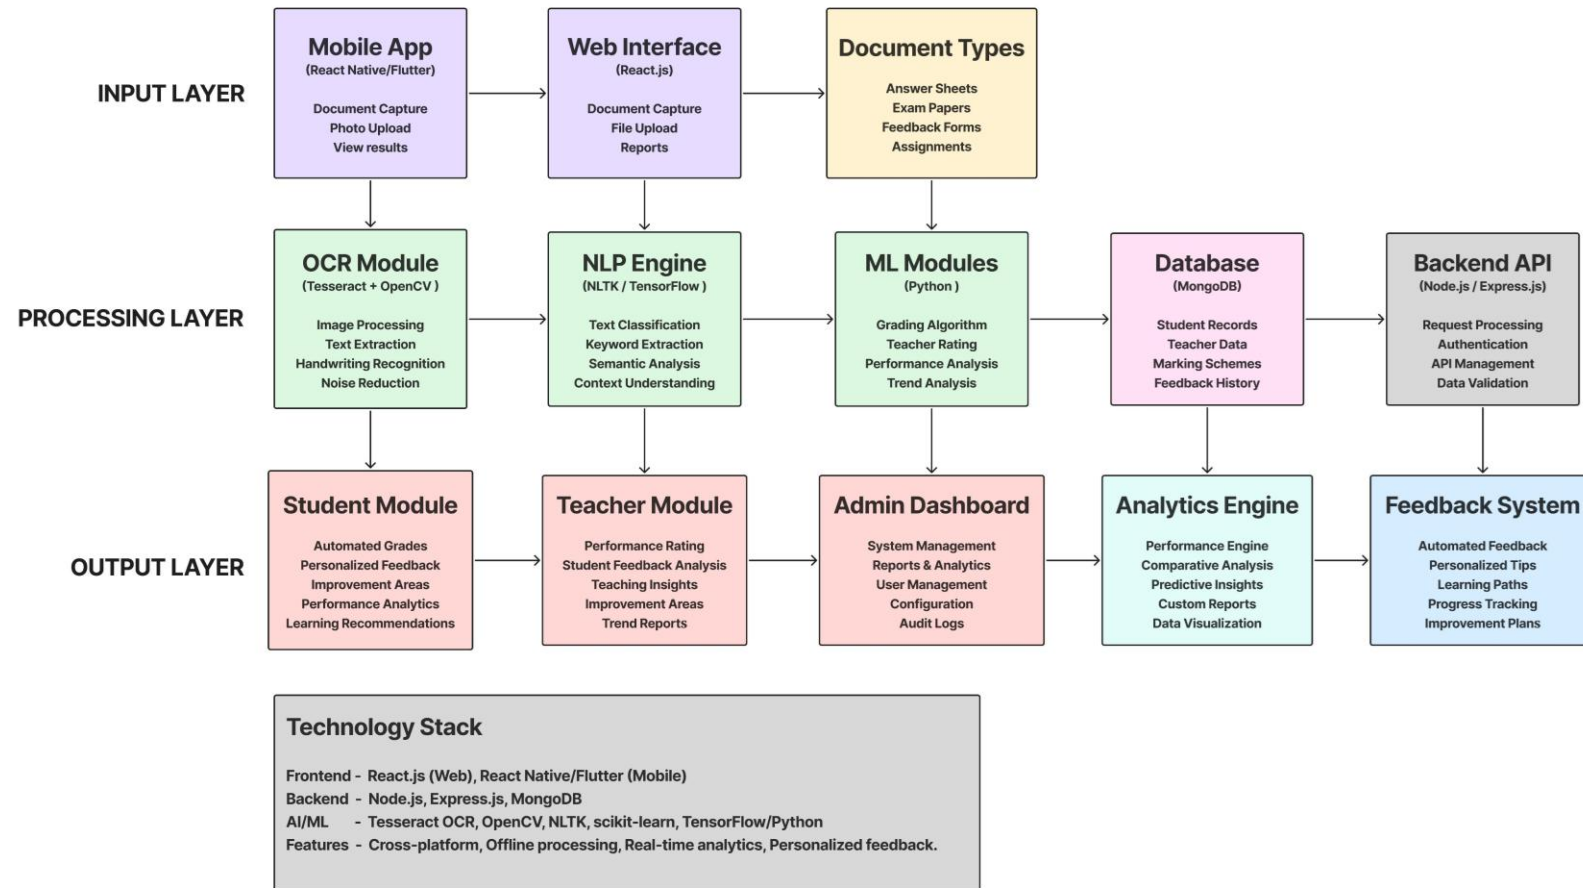 INPUT LAYER
Mobile App
(React Native/Flutter)
Document Capture
Photo Upload
View results
Web Interface
(React.js)
Document Capture
File Upload
Reports
Document Types
Answer Sheets
Exam Papers
Feedback Forms
Assignments
PROCESSING LAYER
OCR Module
(Tesseract + OpenCV )
Image Processing
Text Extraction
Handwriting Recognition
Noise Reduction
NLP Engine
(NLTK / TensorFlow )
Text Classification
Keyword Extraction
Semantic Analysis
Context Understanding
ML Modules
(Python )
Grading Algorithm
Teacher Rating
Performance Analysis
Trend Analysis
Database
(MongoDB)
Student Records
Teacher Data
Marking Schemes
Feedback History
Backend API
(Node.js / Express.js)
Request Processing
Authentication
API Management
Data Validation
OUTPUT LAYER
Student Module
Automated Grades
Personalized Feedback
Improvement Areas
Performance Analytics
Learning Recommendations
Teacher Module
Performance Rating
Student Feedback Analysis
Teaching Insights
Improvement Areas
Trend Reports
Admin Dashboard
System Management
Reports & Analytics
User Management
Configuration
Audit Logs
Analytics Engine
Performance Engine
Comparative Analysis
Predictive Insights
Custom Reports
Data Visualization
Feedback System
Automated Feedback
Personalized Tips
Learning Paths
Progress Tracking
Improvement Plans
Technology Stack
Frontend - React.js (Web), React Native/Flutter (Mobile)
Backend - Node.js, Express.js, MongoDB
AI/ML - Tesseract OCR, OpenCV, NLTK, scikit-learn, TensorFlow/Python
Features - Cross-platform, Offline processing, Real-time analytics, Personalized feedback.